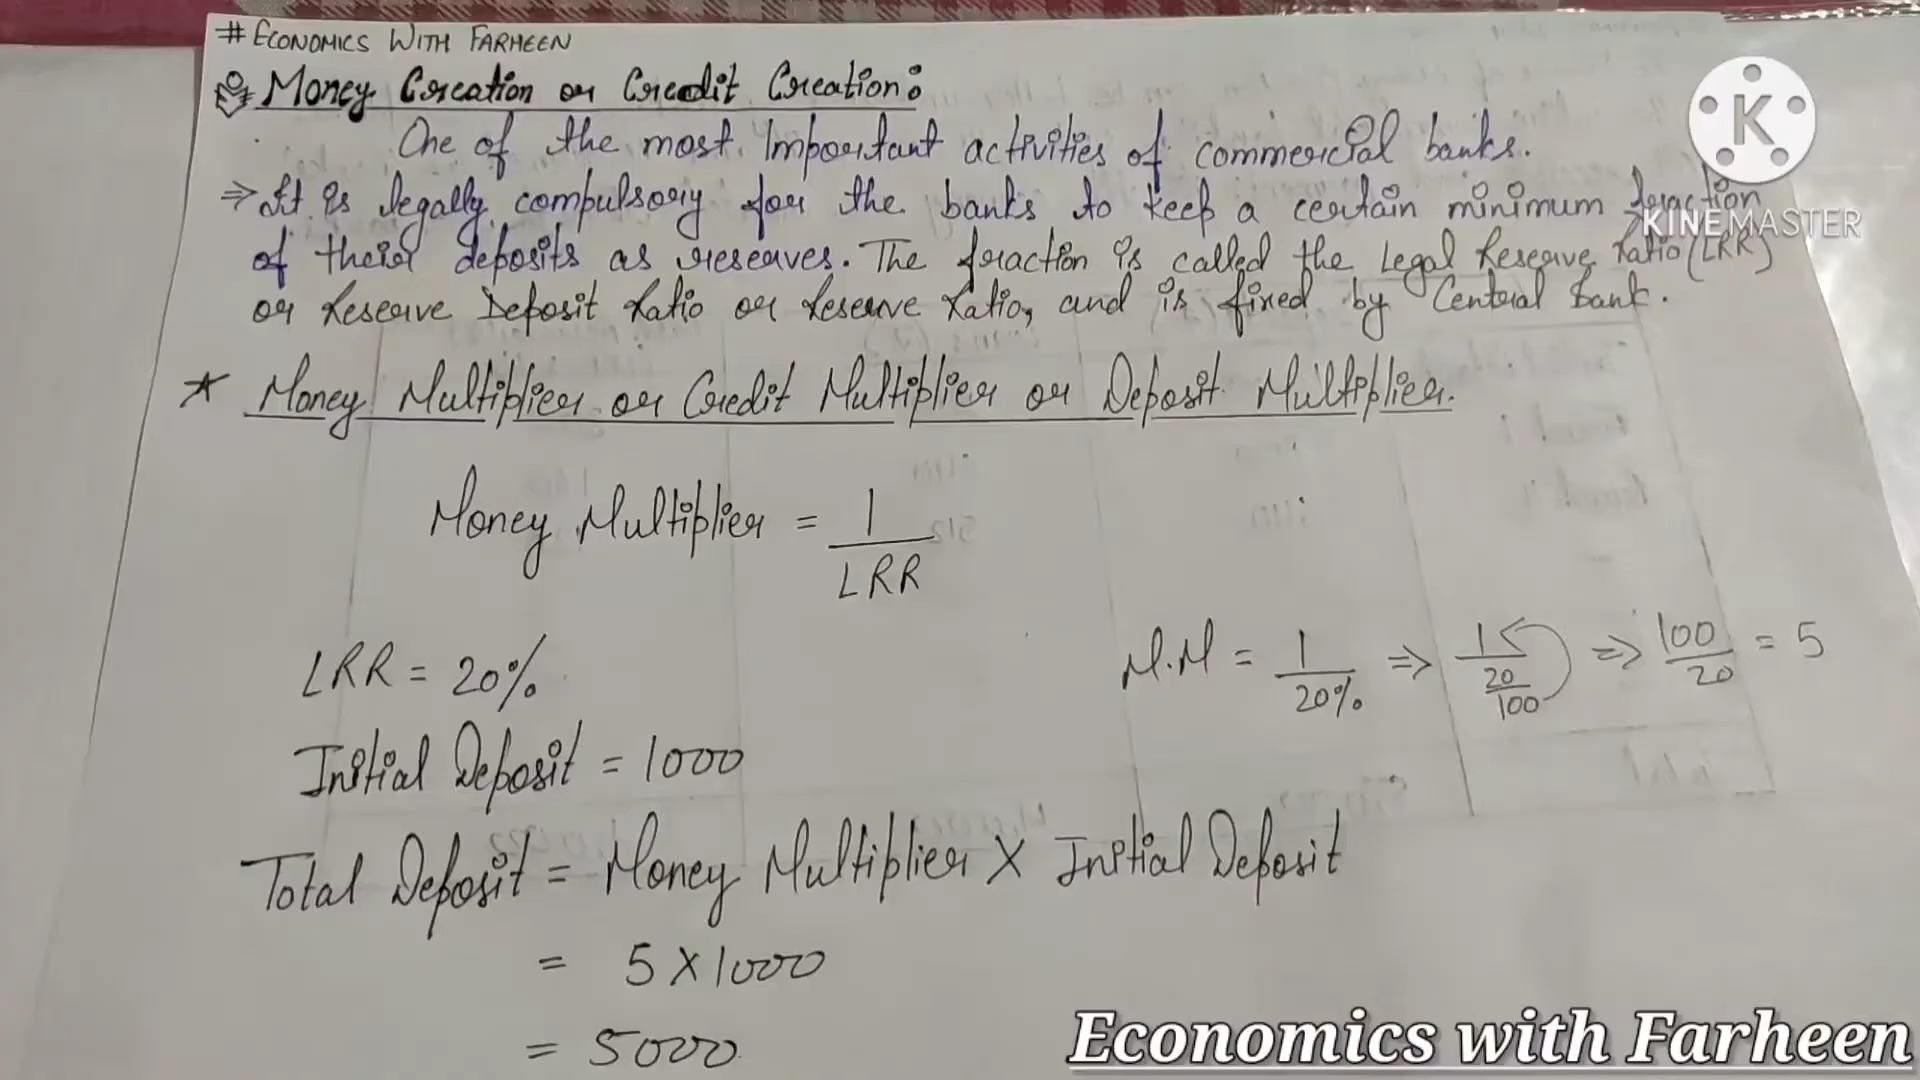 # ECONOMICS WITH FARHEEN
Money Creation or Credit Creation:
One of the most Important activities of commercial banks.
⇒ It is legally compulsory for the banks to keep a certain minimum fraction
of their deposits as reserves. The fraction is called the Legal Reserve Ratio (LRR)
or Reserve Deposit Ratio or Reserve Ratio, and is fixed by Central Bank.
* Money Multiplier or Credit Multiplier or Deposit Multiplier.
Money Multiplier = 1/LRR
LRR = 20%
M.M = 1/20% ⇒ 1/(20/100) ⇒ 100/20 = 5
Initial Deposit = 1000
Total Deposit = Money Multiplier X Initial Deposit
= 5 X 1000
= 5000
K
KINEMASTER
Economics with Farheen